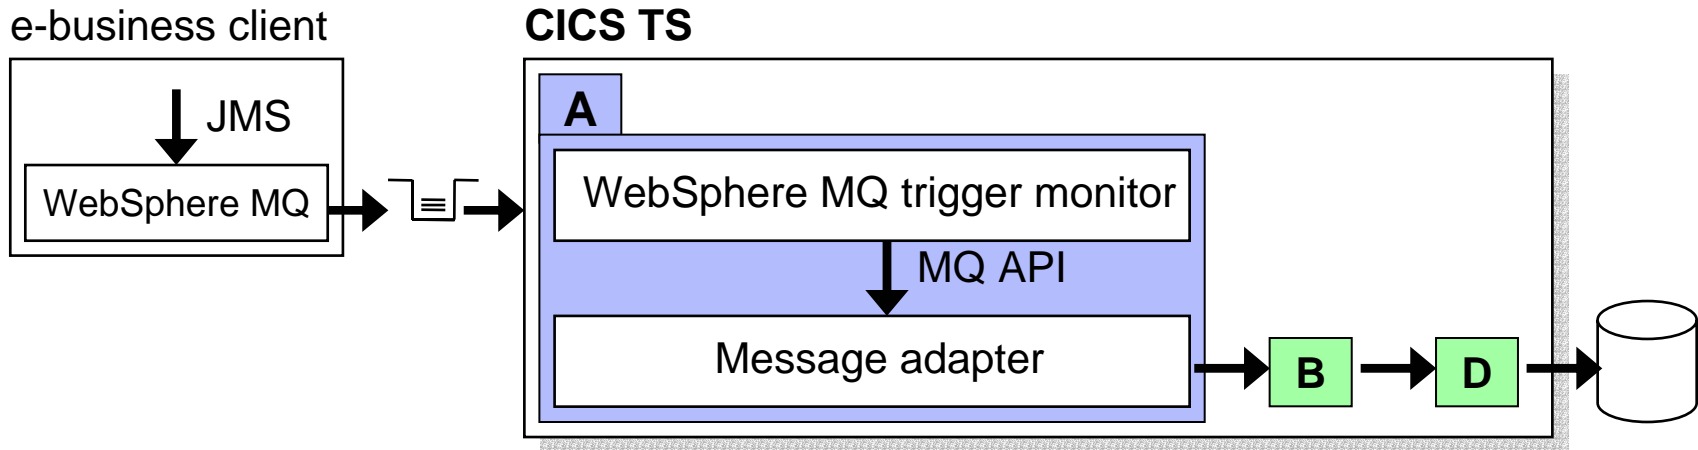 e-business client
CICS TS
A
JMS
WebSphere MQ
WebSphere MQ trigger monitor
MQ API
Message adapter
B
D